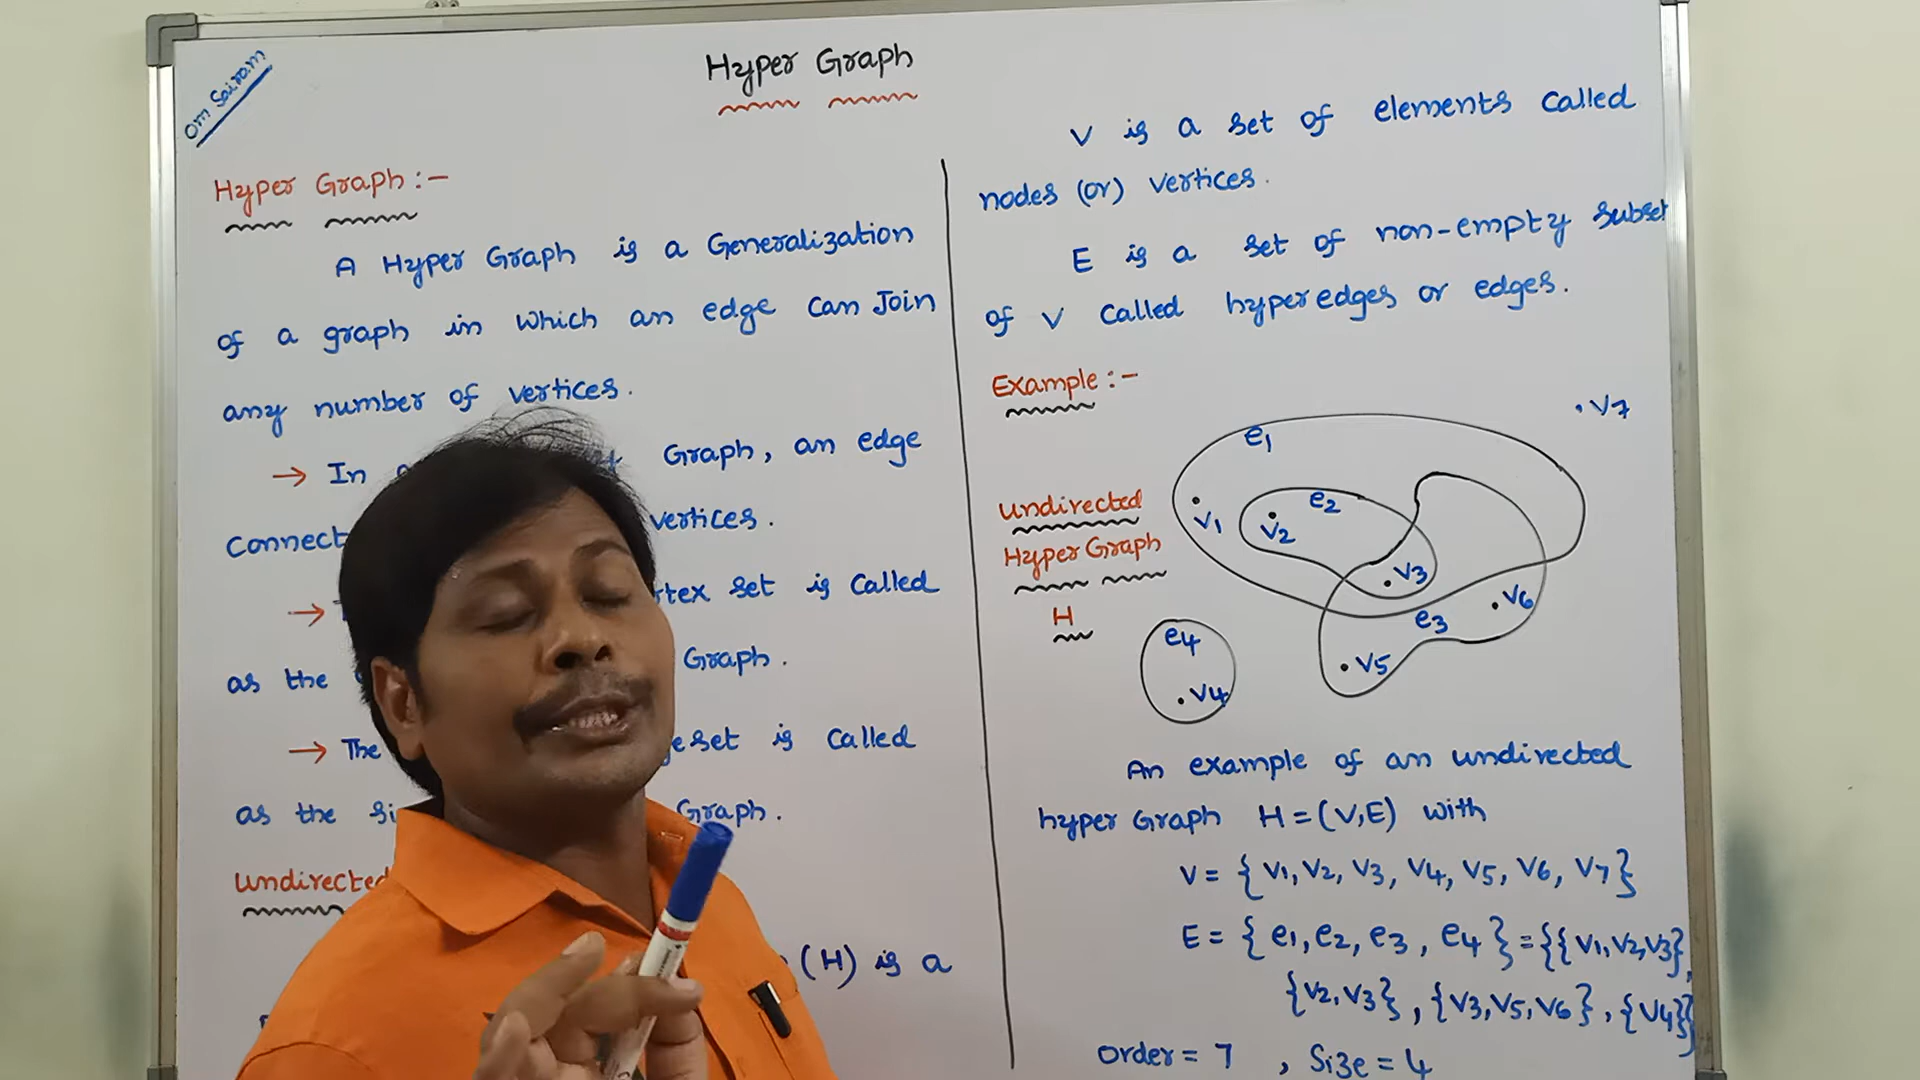 Om Sairam
Hyper Graph
Hyper Graph :-
A Hyper Graph is a Generalization
of a graph in which an edge can Join
any number of vertices.
→ In Graph, an edge
Connect vertices.
→ set is called
as the Graph.
→ The is called
as the Graph.
Undirected
(H) is a
V is a set of elements called
nodes (or) vertices.
E is a set of non-empty subset
of V called hyperedges or edges.
Example :-
Undirected
Hyper Graph
H
e1
v1
e2
v2
v3
e3
v5
v6
e4
v4
v7
An example of an undirected
hyper Graph H = (V,E) with
V = {v1, v2, v3, v4, v5, v6, v7}
E = {e1, e2, e3, e4} = {{v1, v2, v3},
{v2, v3}, {v3, v5, v6}, {v4}}
Order = 7 , Size = 4